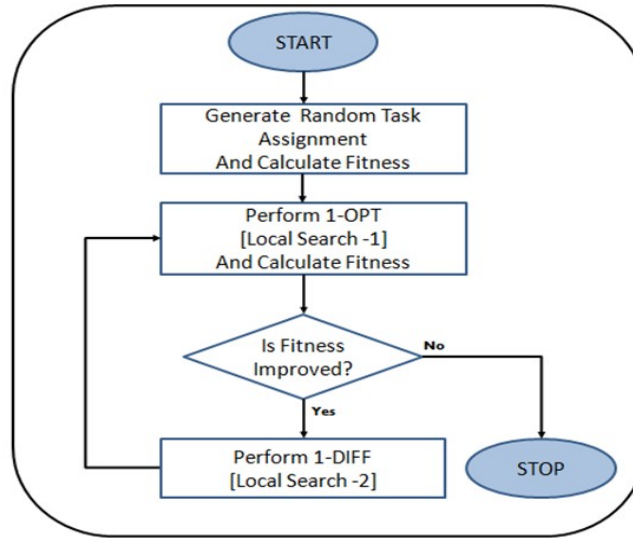 START
Generate Random Task
Assignment
And Calculate Fitness
Perform 1-OPT
[Local Search -1]
And Calculate Fitness
Is Fitness
Improved?
No
Yes
Perform 1-DIFF
[Local Search -2]
STOP